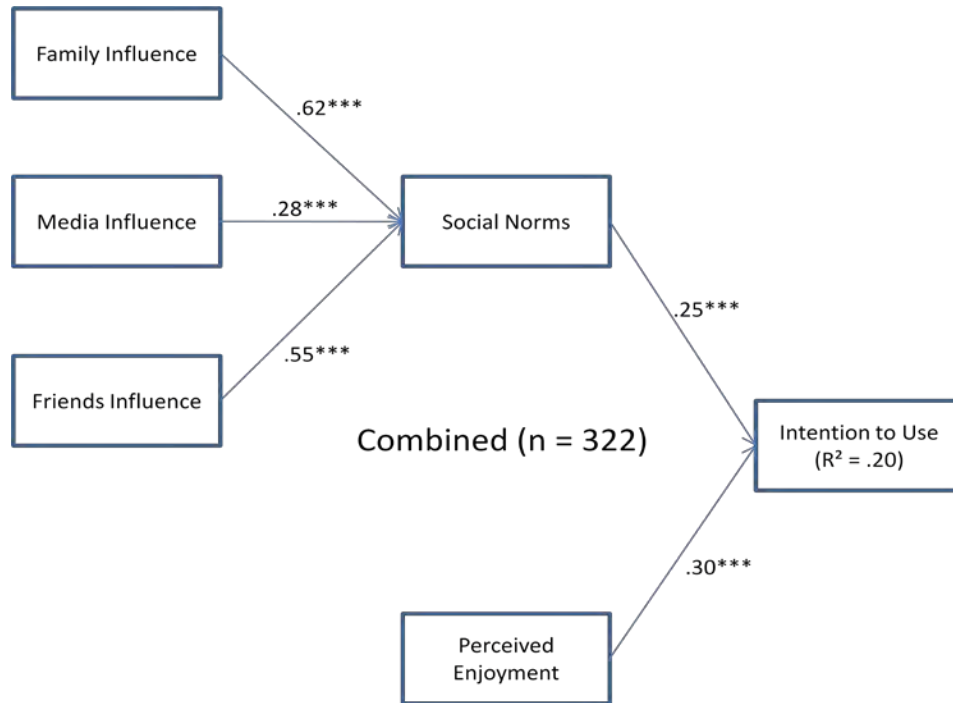 Family Influence
.62***
Media Influence
.28***
Social Norms
.25***
Friends Influence
.55***
Combined (n = 322)
Intention to Use
(R² = .20)
.30***
Perceived
Enjoyment